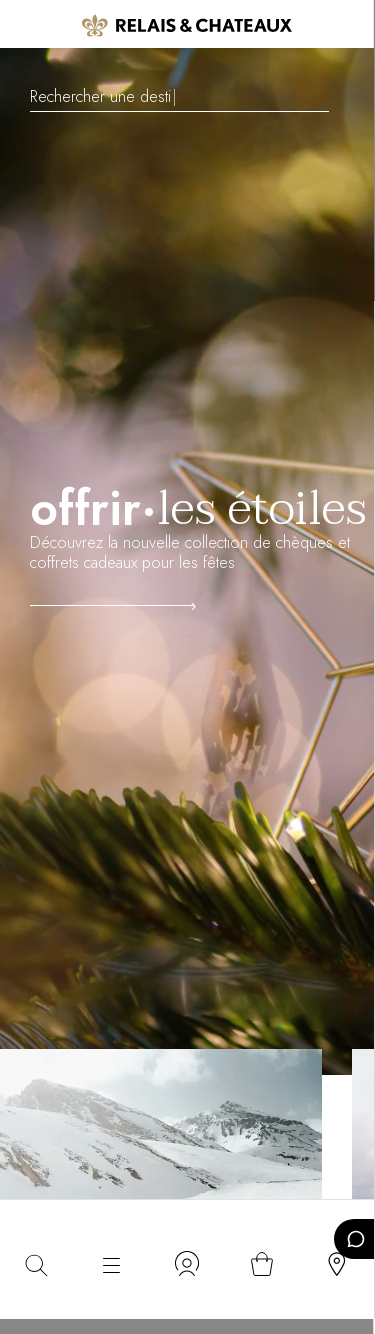 RELAIS & CHATEAUX
Rechercher une desti
offrir·les étoiles
Découvrez la nouvelle collection de chèques et
coffrets cadeaux pour les fêtes